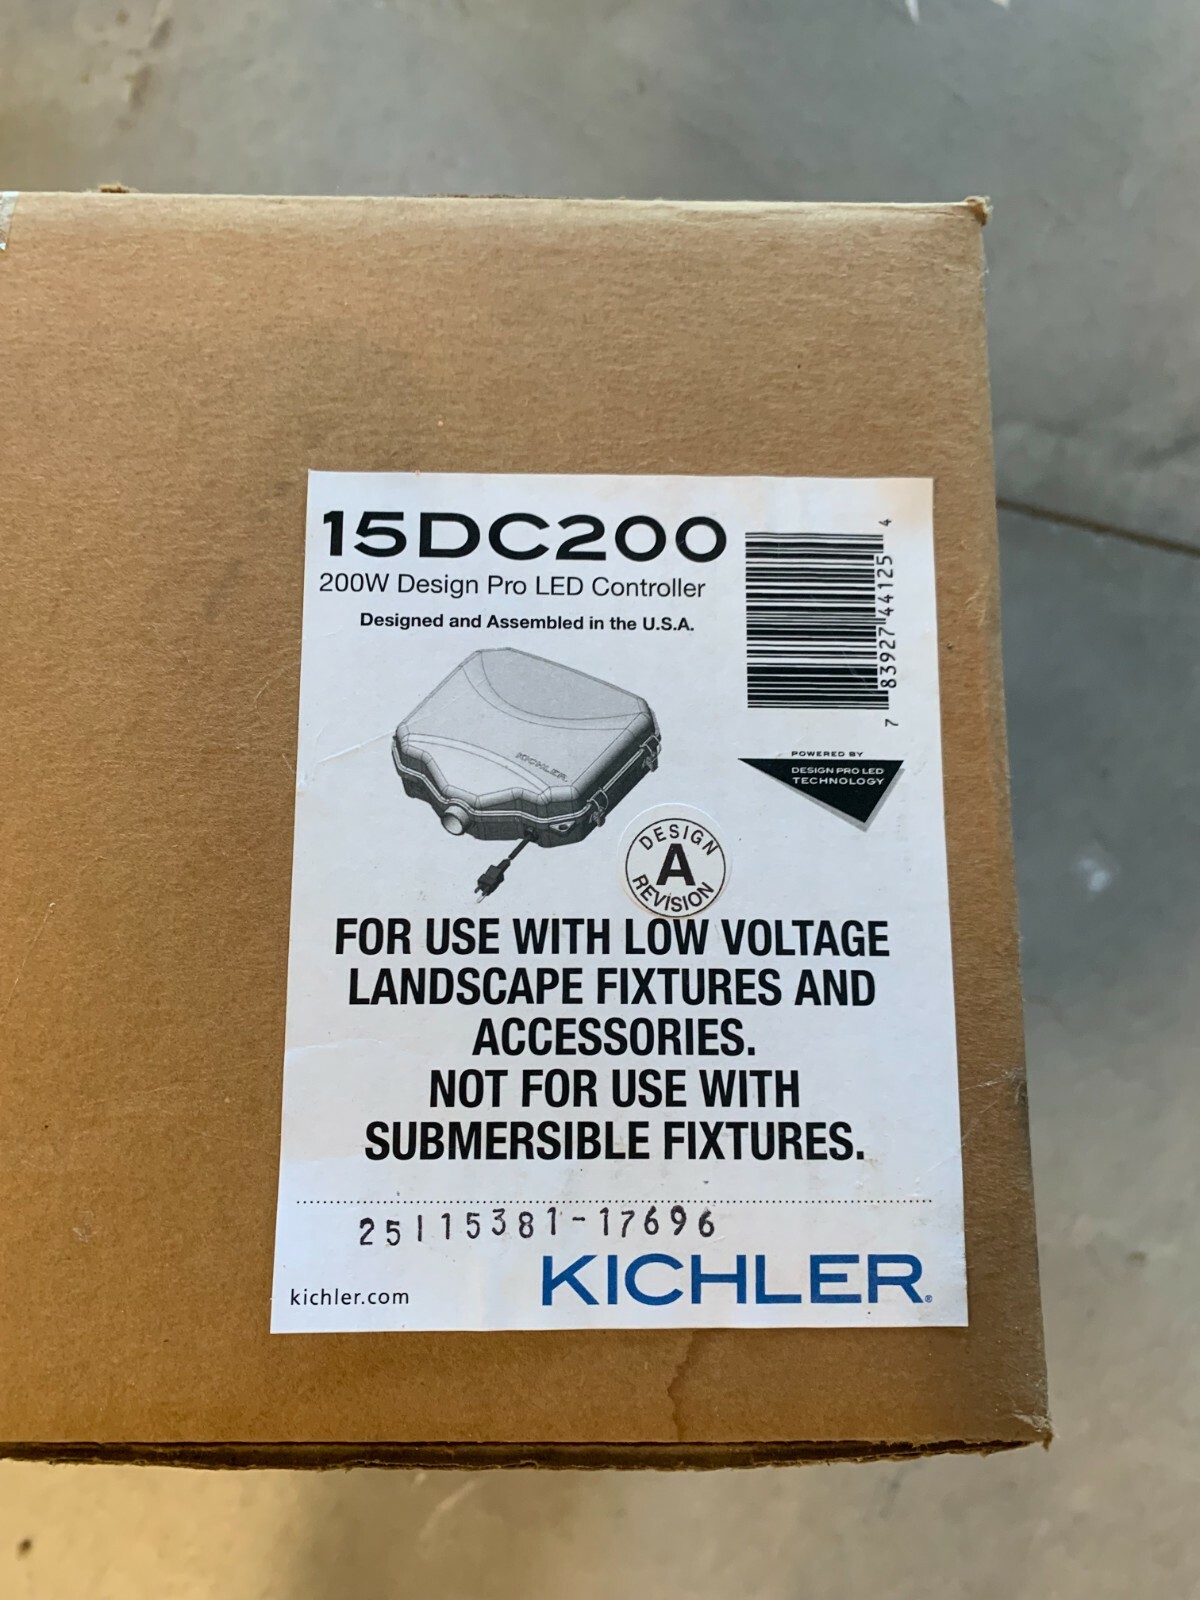 15DC200
200W Design Pro LED Controller
Designed and Assembled in the U.S.A.
7 83927 44125 4
POWERED BY
DESIGN PRO LED
TECHNOLOGY
KICHLER.
DESIGN
A
REVISION
FOR USE WITH LOW VOLTAGE
LANDSCAPE FIXTURES AND
ACCESSORIES.
NOT FOR USE WITH
SUBMERSIBLE FIXTURES.
25115381-17696
kichler.com
KICHLER®